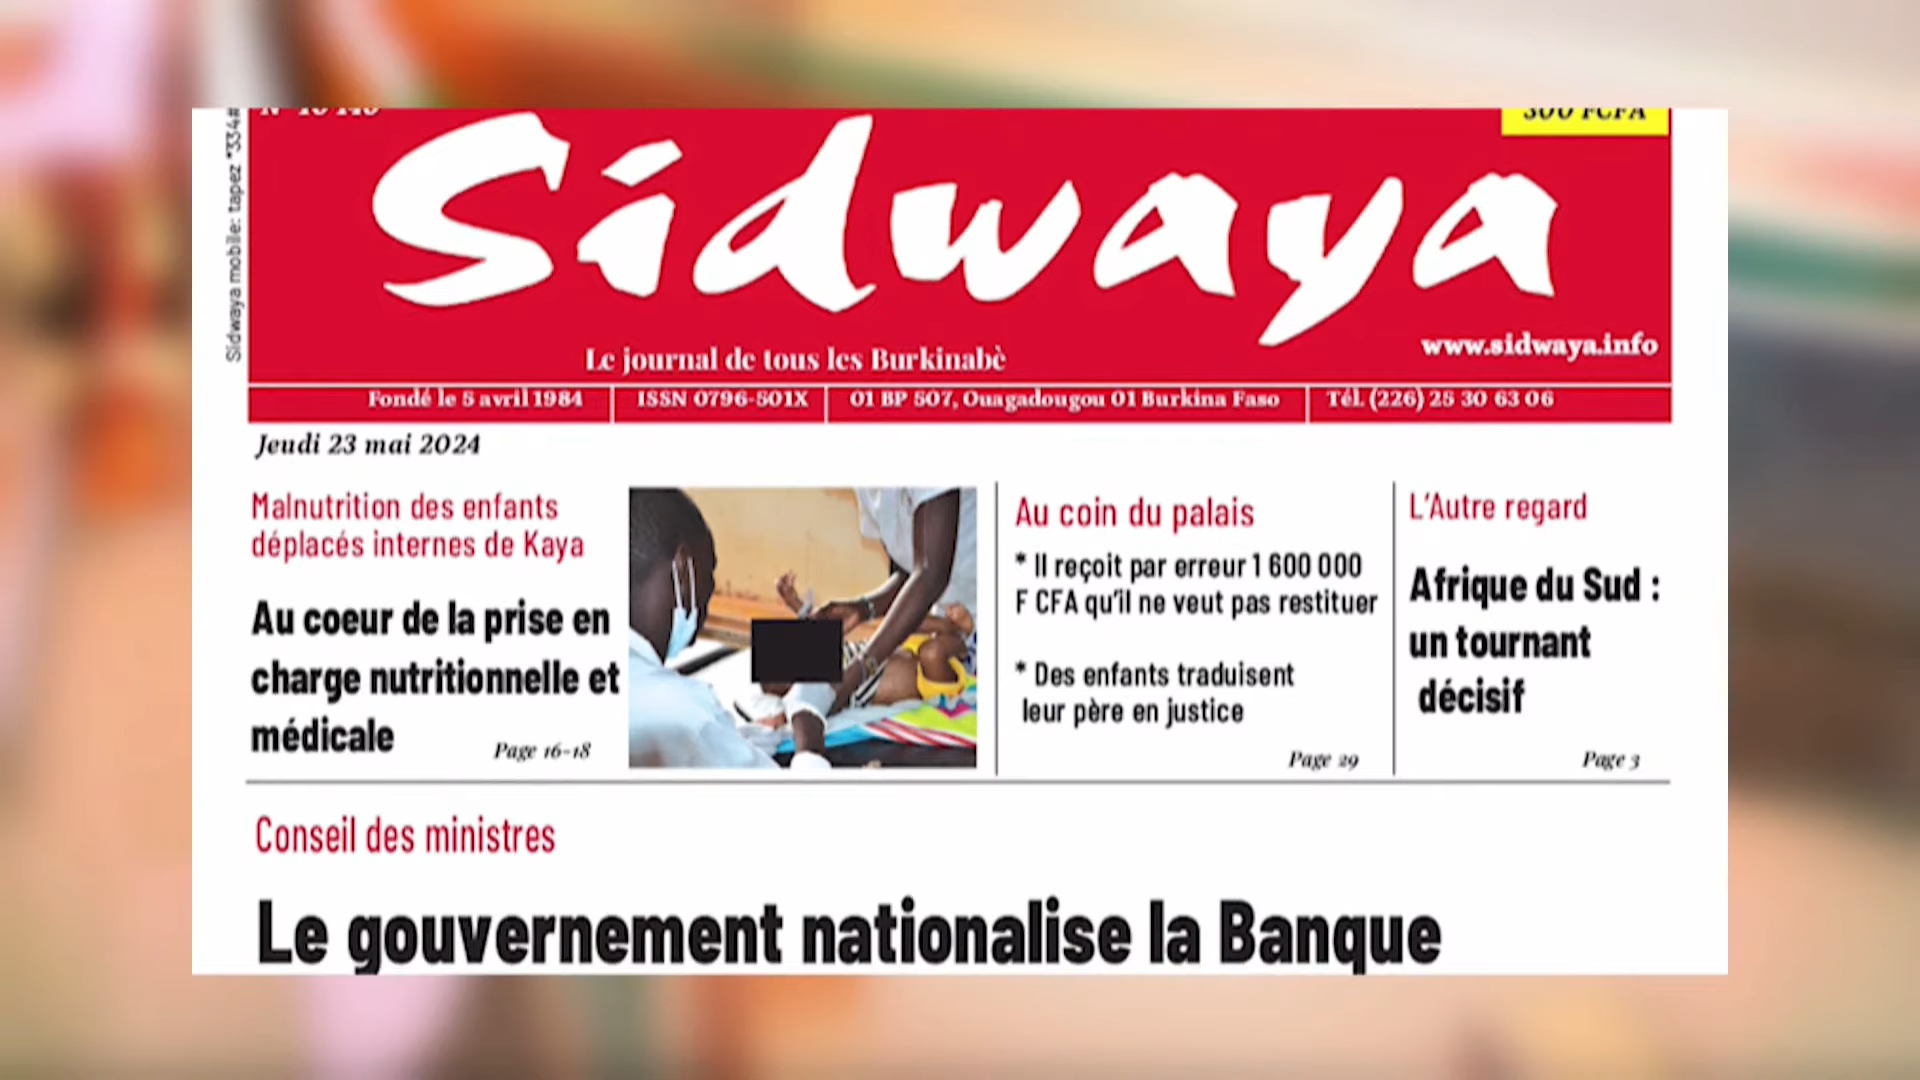 300 FCFA
Sidwaya mobile: tapez *334#
Sidwaya
Le journal de tous les Burkinabè
www.sidwaya.info
Fondé le 5 avril 1984
ISSN 0796-501X
01 BP 507, Ouagadougou 01 Burkina Faso
Tél. (226) 25 30 63 06
Jeudi 23 mai 2024
Malnutrition des enfants
déplacés internes de Kaya
Au coeur de la prise en
charge nutritionnelle et
médicale
Page 16-18
Au coin du palais
* Il reçoit par erreur 1 600 000
F CFA qu'il ne veut pas restituer
* Des enfants traduisent
leur père en justice
Page 29
L'Autre regard
Afrique du Sud :
un tournant
décisif
Page 3
Conseil des ministres
Le gouvernement nationalise la Banque